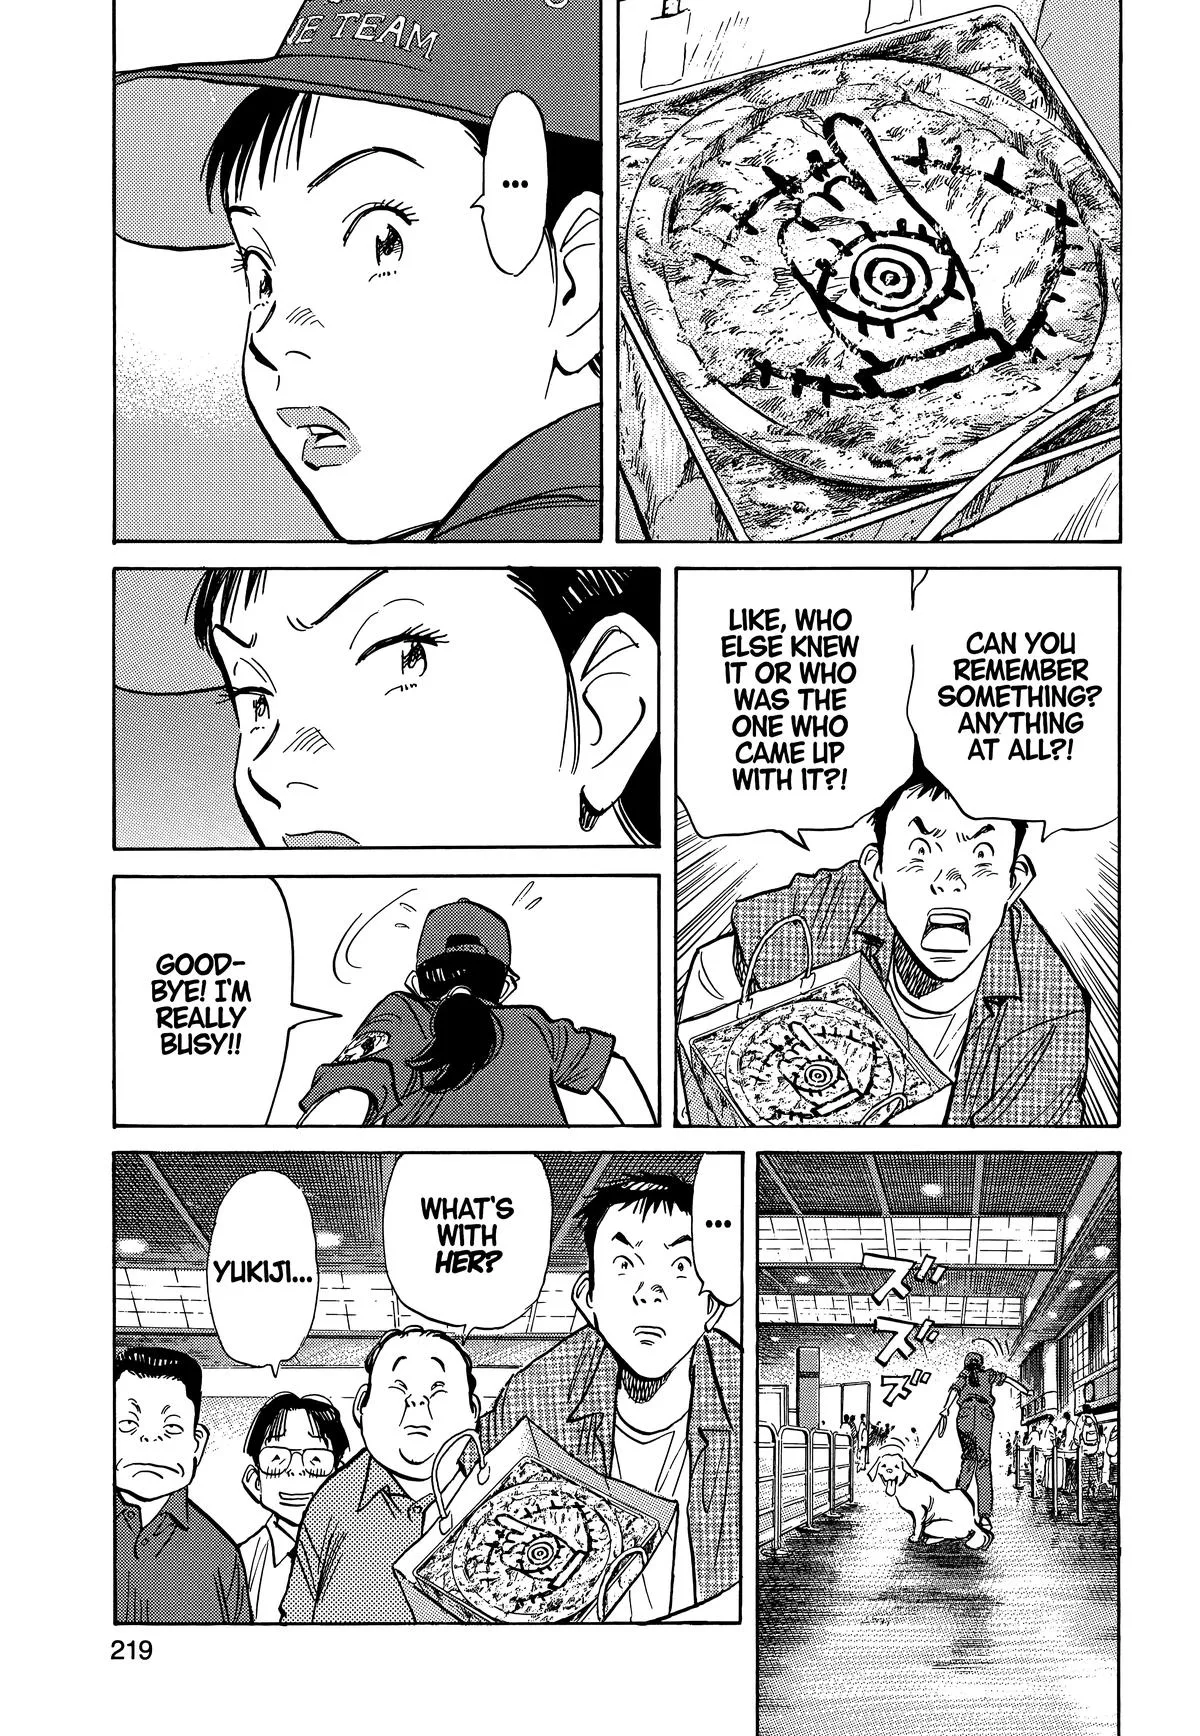 NE TEAM
...
CAN YOU
REMEMBER
SOMETHING?
ANYTHING
AT ALL?!
LIKE, WHO
ELSE KNEW
IT OR WHO
WAS THE
ONE WHO
CAME UP
WITH IT?!
GOOD-
BYE! I'M
REALLY
BUSY!!
ズズズ
...
WHAT'S
WITH
HER?
YUKIJI...
219